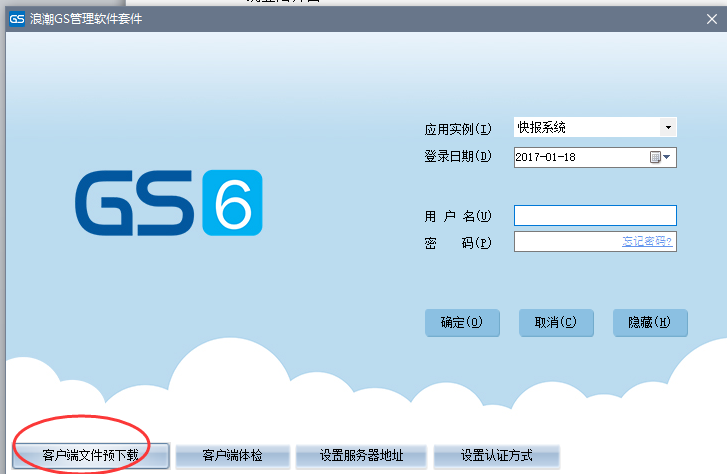 GS 浪潮GS管理软件套件
应用实例(I) 快报系统
登录日期(D) 2017-01-18
GS 6
用 户 名(U)
密 码(P) 忘记密码?
确定(O) 取消(C) 隐藏(H)
客户端文件预下载 客户端体检 设置服务器地址 设置认证方式